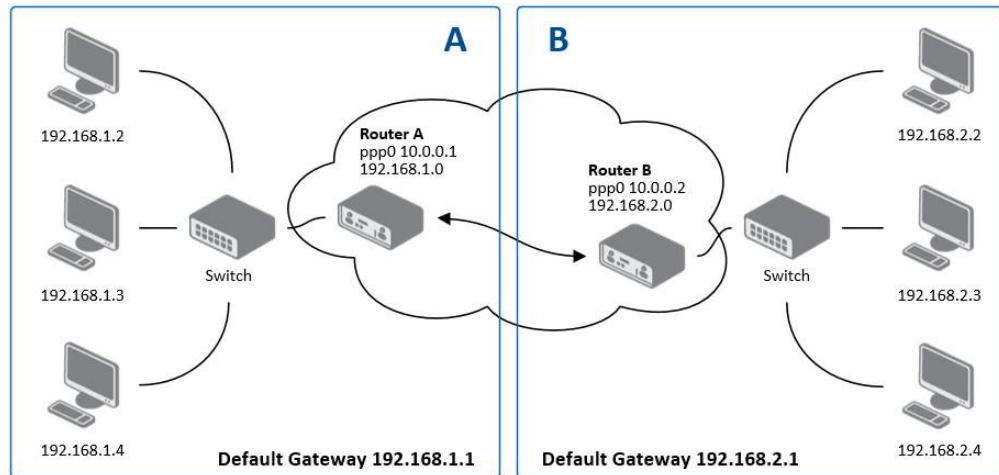 A
B
192.168.1.2
192.168.2.2
Router A
ppp0 10.0.0.1
192.168.1.0
Router B
ppp0 10.0.0.2
192.168.2.0
Switch
Switch
192.168.1.3
192.168.2.3
192.168.1.4
192.168.2.4
Default Gateway 192.168.1.1
Default Gateway 192.168.2.1